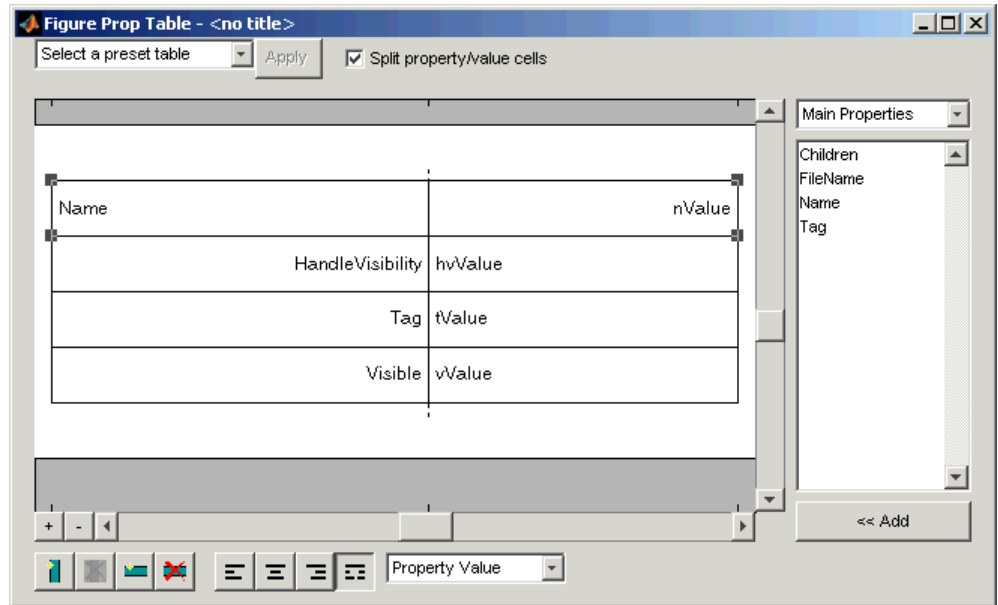 Figure Prop Table - <no title>
Select a preset table
Apply
Split property/value cells
Main Properties
Children
FileName
Name
Tag
Name nValue
HandleVisibility hvValue
Tag tValue
Visible vValue
+ -
<< Add
Property Value